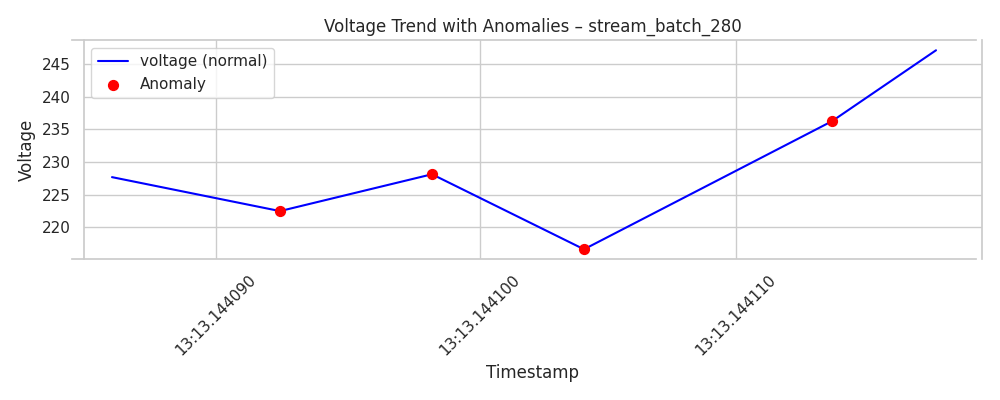 Voltage Trend with Anomalies – stream_batch_280
voltage (normal)
Anomaly
Voltage
245
240
235
230
225
220
13:13.144090
13:13.144100
13:13.144110
Timestamp